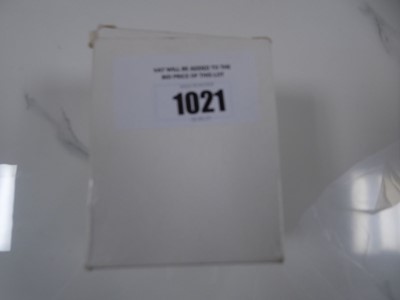 VAT WILL BE ADDED TO THE
BID PRICE OF THIS LOT
1021